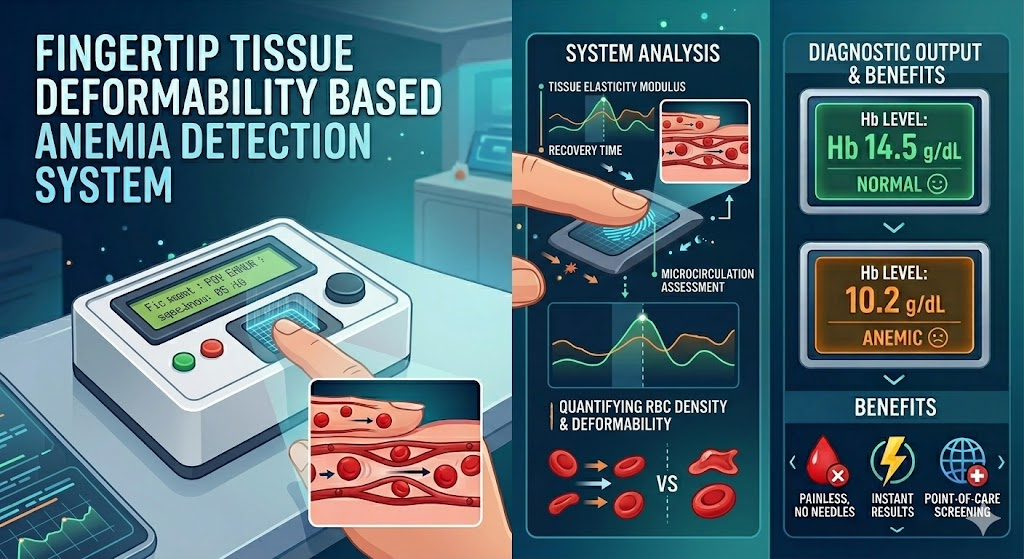 FINGERTIP TISSUE
DEFORMABILITY BASED
ANEMIA DETECTION
SYSTEM
SYSTEM ANALYSIS
TISSUE ELASTICITY MODULUS
RECOVERY TIME
MICROCIRCULATION
ASSESSMENT
QUANTIFYING RBC DENSITY
& DEFORMABILITY
VS
DIAGNOSTIC OUTPUT
& BENEFITS
Hb LEVEL:
Hb 14.5 g/dL
NORMAL
Hb LEVEL:
10.2 g/dL
ANEMIC
BENEFITS
PAINLESS,
NO NEEDLES
INSTANT
RESULTS
POINT-OF-CARE
SCREENING